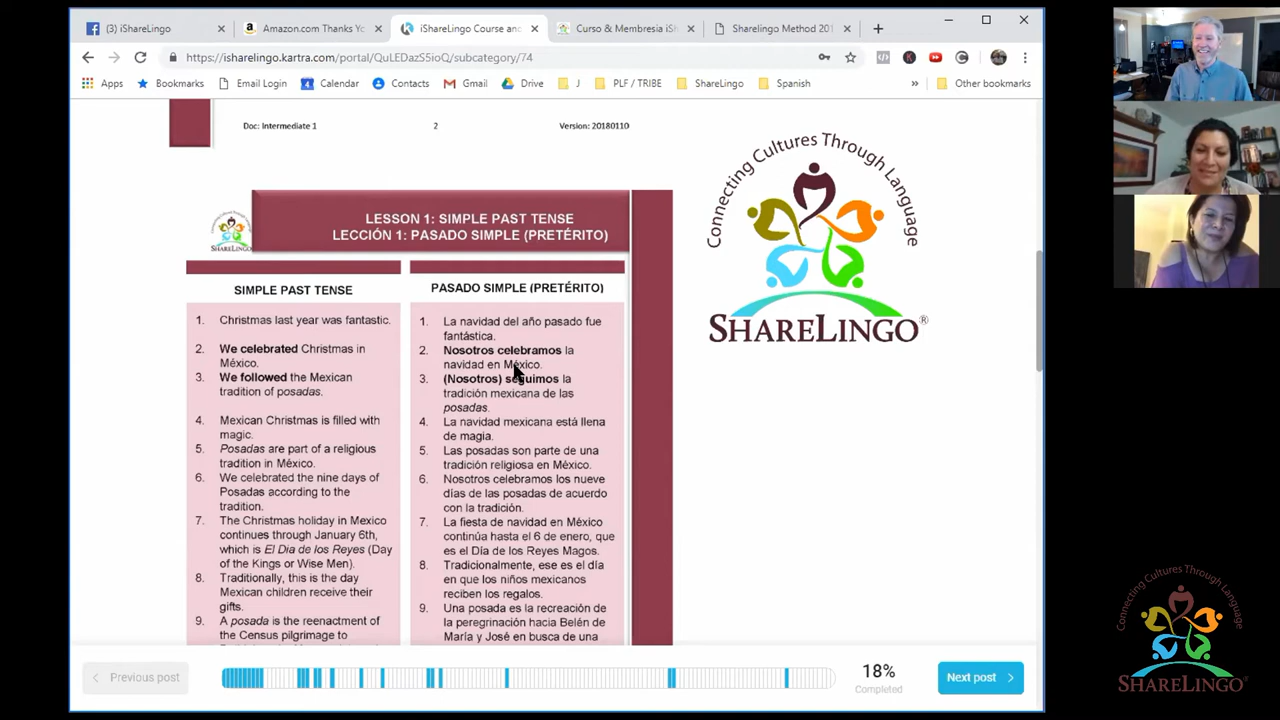 (3) iShareLingo
Amazon.com Thanks Yo
iShareLingo Course and
Curso & Membresia iSh
Sharelingo Method 201
https://isharelingo.kartra.com/portal/QuLEDazS5ioQ/subcategory/74
Apps
Bookmarks
Email Login
Calendar
Contacts
Gmail
Drive
J
PLF / TRIBE
ShareLingo
Spanish
»
Other bookmarks
Doc: Intermediate 1
2
Version: 20180110
Connecting Cultures Through Language
SHARELINGO®
LESSON 1: SIMPLE PAST TENSE
LECCIÓN 1: PASADO SIMPLE (PRETÉRITO)
SHARELINGO
SIMPLE PAST TENSE
1. Christmas last year was fantastic.
2. We celebrated Christmas in
México.
3. We followed the Mexican
tradition of posadas.
4. Mexican Christmas is filled with
magic.
5. Posadas are part of a religious
tradition in México.
6. We celebrated the nine days of
Posadas according to the
tradition.
7. The Christmas holiday in Mexico
continues through January 6th,
which is El Dia de los Reyes (Day
of the Kings or Wise Men).
8. Traditionally, this is the day
Mexican children receive their
gifts.
9. A posada is the reenactment of
the Census pilgrimage to
PASADO SIMPLE (PRETÉRITO)
1. La navidad del año pasado fue
fantástica.
2. Nosotros celebramos la
navidad en México.
3. (Nosotros) seguimos la
tradición mexicana de las
posadas.
4. La navidad mexicana está llena
de magia.
5. Las posadas son parte de una
tradición religiosa en México.
6. Nosotros celebramos los nueve
días de las posadas de acuerdo
con la tradición.
7. La fiesta de navidad en México
continúa hasta el 6 de enero, que
es el Día de los Reyes Magos.
8. Tradicionalmente, ese es el día
en que los niños mexicanos
reciben los regalos.
9. Una posada es la recreación de
la peregrinación hacia Belén de
María y José en busca de una
Previous post
18%
Completed
Next post
Connecting Cultures Through Language
SHARELINGO®